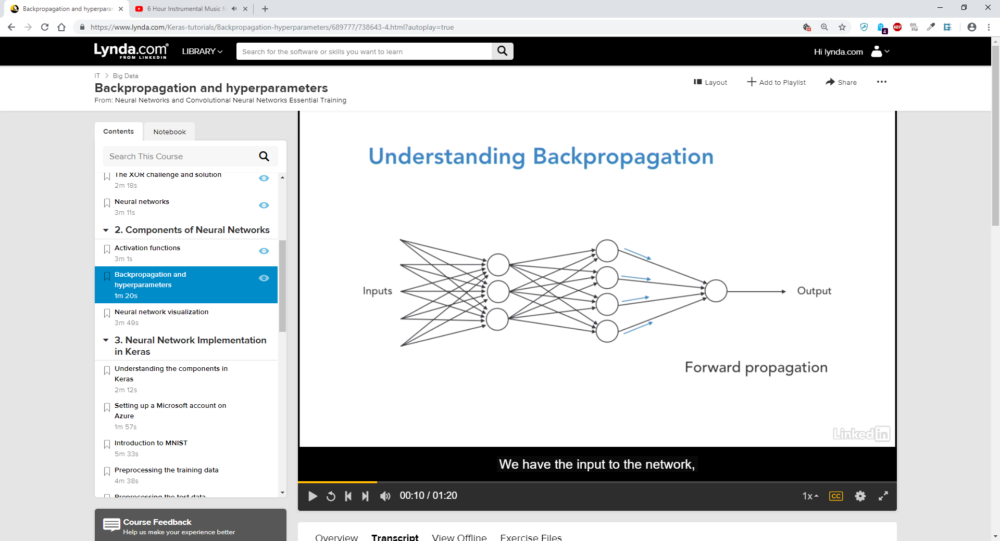 Backpropagation and hyperparar
6 Hour Instrumental Music fo
https://www.lynda.com/Keras-tutorials/Backpropagation-hyperparameters/689777/738643-4.html?autoplay=true
ABP
Git
Zip
4
Lynda.com®
FROM LINKEDIN
LIBRARY
Search for the software or skills you want to learn
Hi lynda.com
IT > Big Data
Backpropagation and hyperparameters
From: Neural Networks and Convolutional Neural Networks Essential Training
Layout
Add to Playlist
Share
Contents
Notebook
Search This Course
The XOR challenge and solution
2m 18s
Neural networks
3m 11s
2. Components of Neural Networks
Activation functions
3m 1s
Backpropagation and
hyperparameters
1m 20s
Neural network visualization
3m 49s
3. Neural Network Implementation
in Keras
Understanding the components in
Keras
2m 12s
Setting up a Microsoft account on
Azure
1m 57s
Introduction to MNIST
5m 33s
Preprocessing the training data
4m 38s
Preprocessing the test data
Course Feedback
Help us make your experience better
Understanding Backpropagation
Inputs
Output
Forward propagation
LinkedIn
We have the input to the network,
00:10 / 01:20
1x
CC
Overview
Transcript
View Offline
Exercise Files